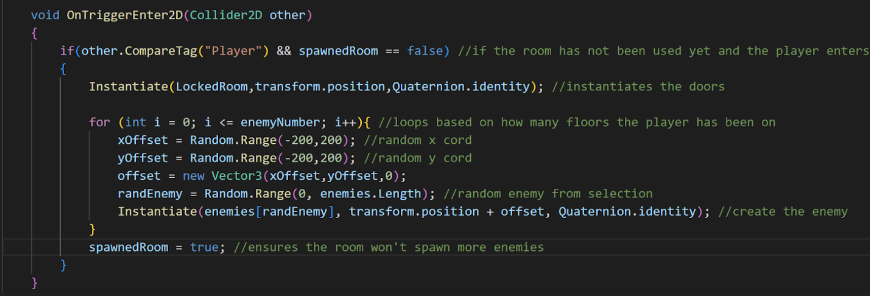 void OnTriggerEnter2D(Collider2D other)
{
if(other.CompareTag("Player") && spawnedRoom == false) //if the room has not been used yet and the player enters
{
Instantiate(LockedRoom,transform.position,Quaternion.identity); //instantiates the doors
for (int i = 0; i <= enemyNumber; i++){ //loops based on how many floors the player has been on
xOffset = Random.Range(-200,200); //random x cord
yOffset = Random.Range(-200,200); //random y cord
offset = new Vector3(xOffset,yOffset,0);
randEnemy = Random.Range(0, enemies.Length); //random enemy from selection
Instantiate(enemies[randEnemy], transform.position + offset, Quaternion.identity); //create the enemy
}
spawnedRoom = true; //ensures the room won't spawn more enemies
}
}